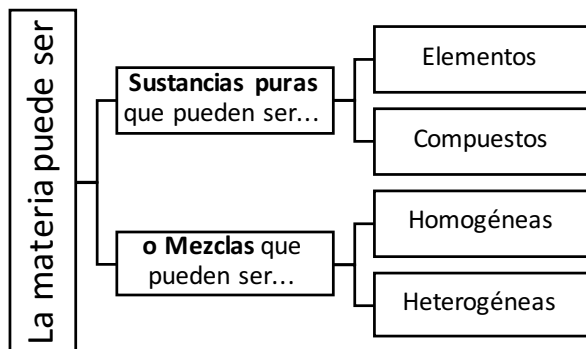 La materia puede ser
Sustancias puras
que pueden ser...
Elementos
Compuestos
o Mezclas que
pueden ser...
Homogéneas
Heterogéneas